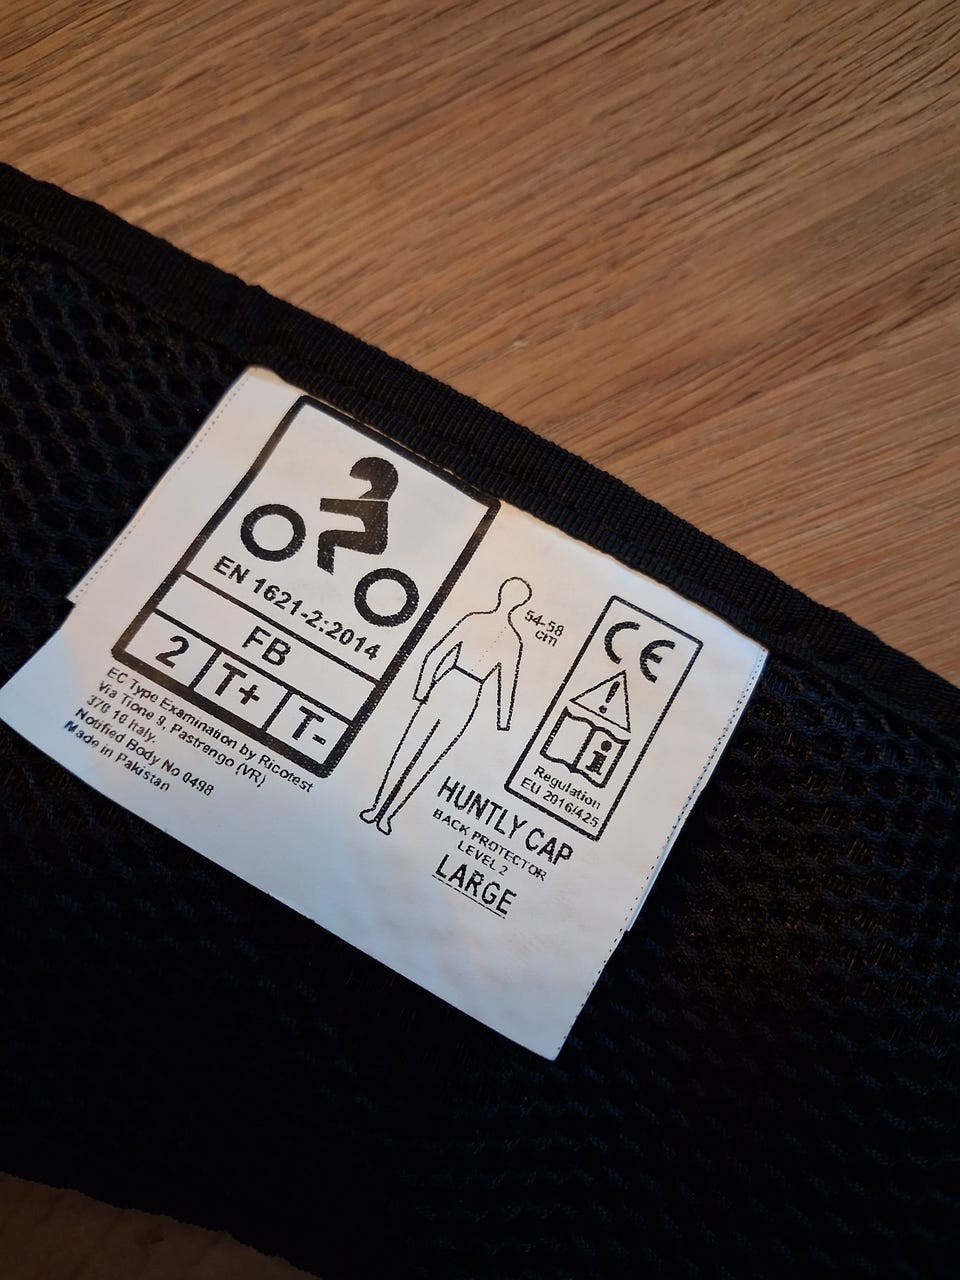 EN 1621-2:2014
FB
2 T+ T-
EC Type Examination by Ricotest
Via Tione 9, Pastrengo (VR)
370 10 Italy.
Notified Body No 0498
Made in Pakistan
54-58
cm
CE
!
i
Regulation
EU 2016/425
HUNTLY CAP
BACK PROTECTOR
LEVEL 2
LARGE